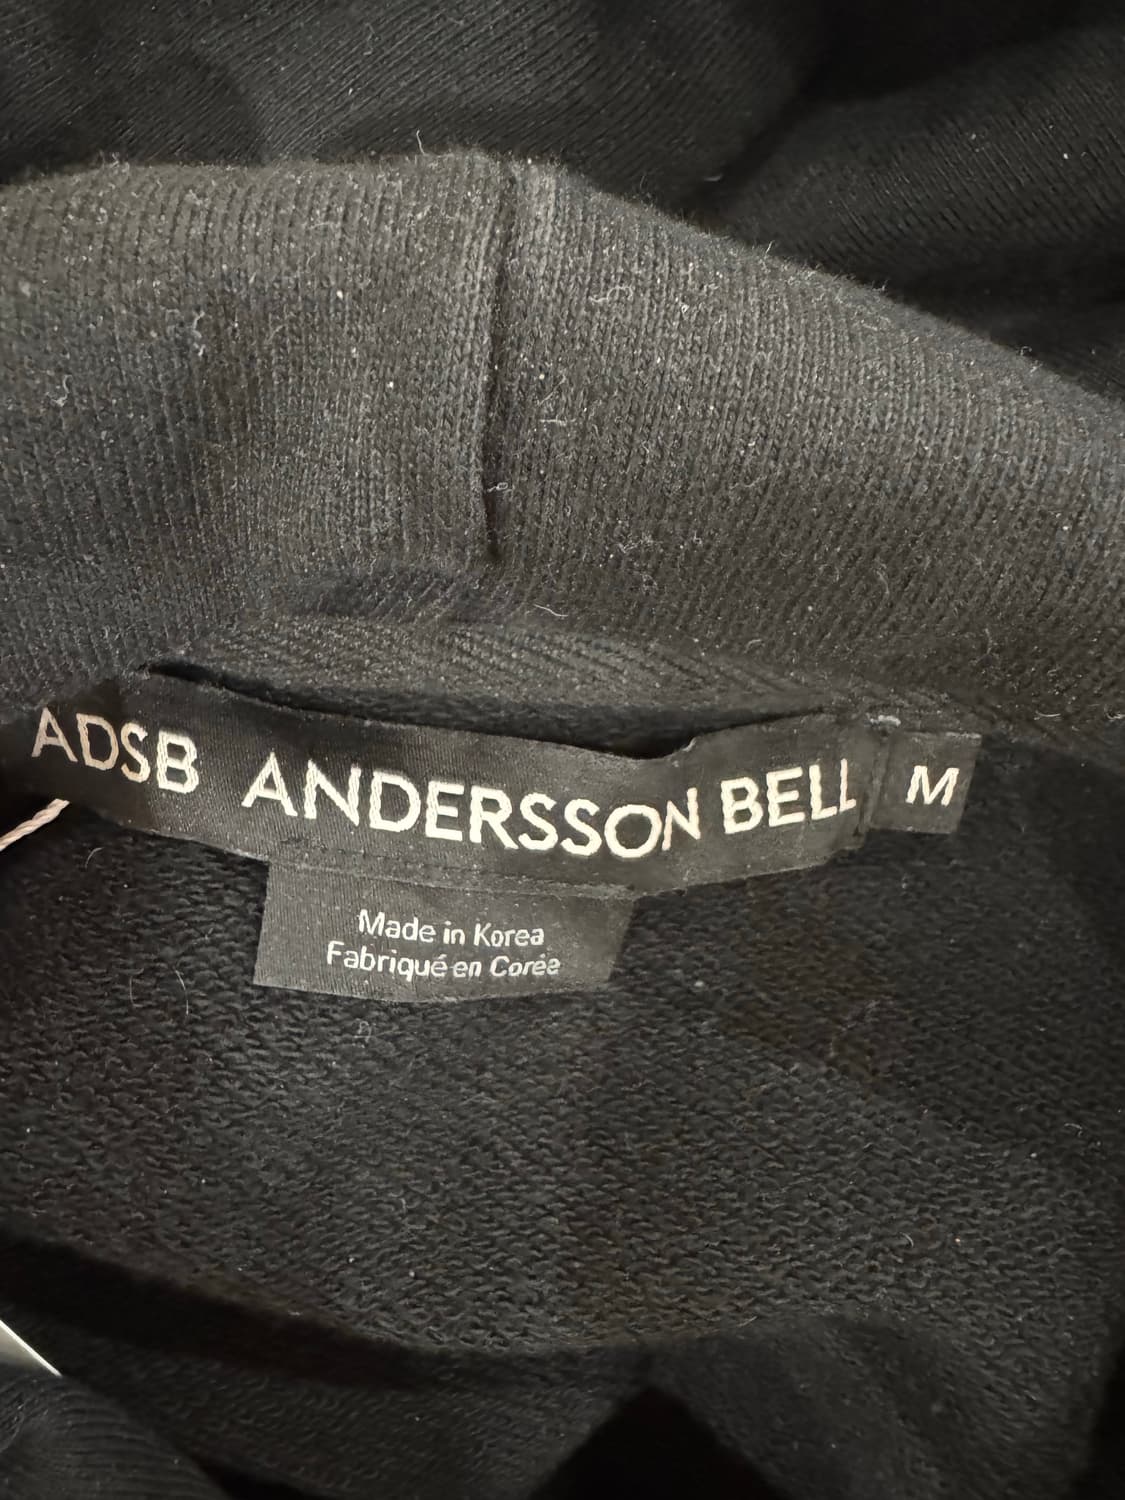 ADSB ANDERSSON BELL M
Made in Korea
Fabriqué en Corée